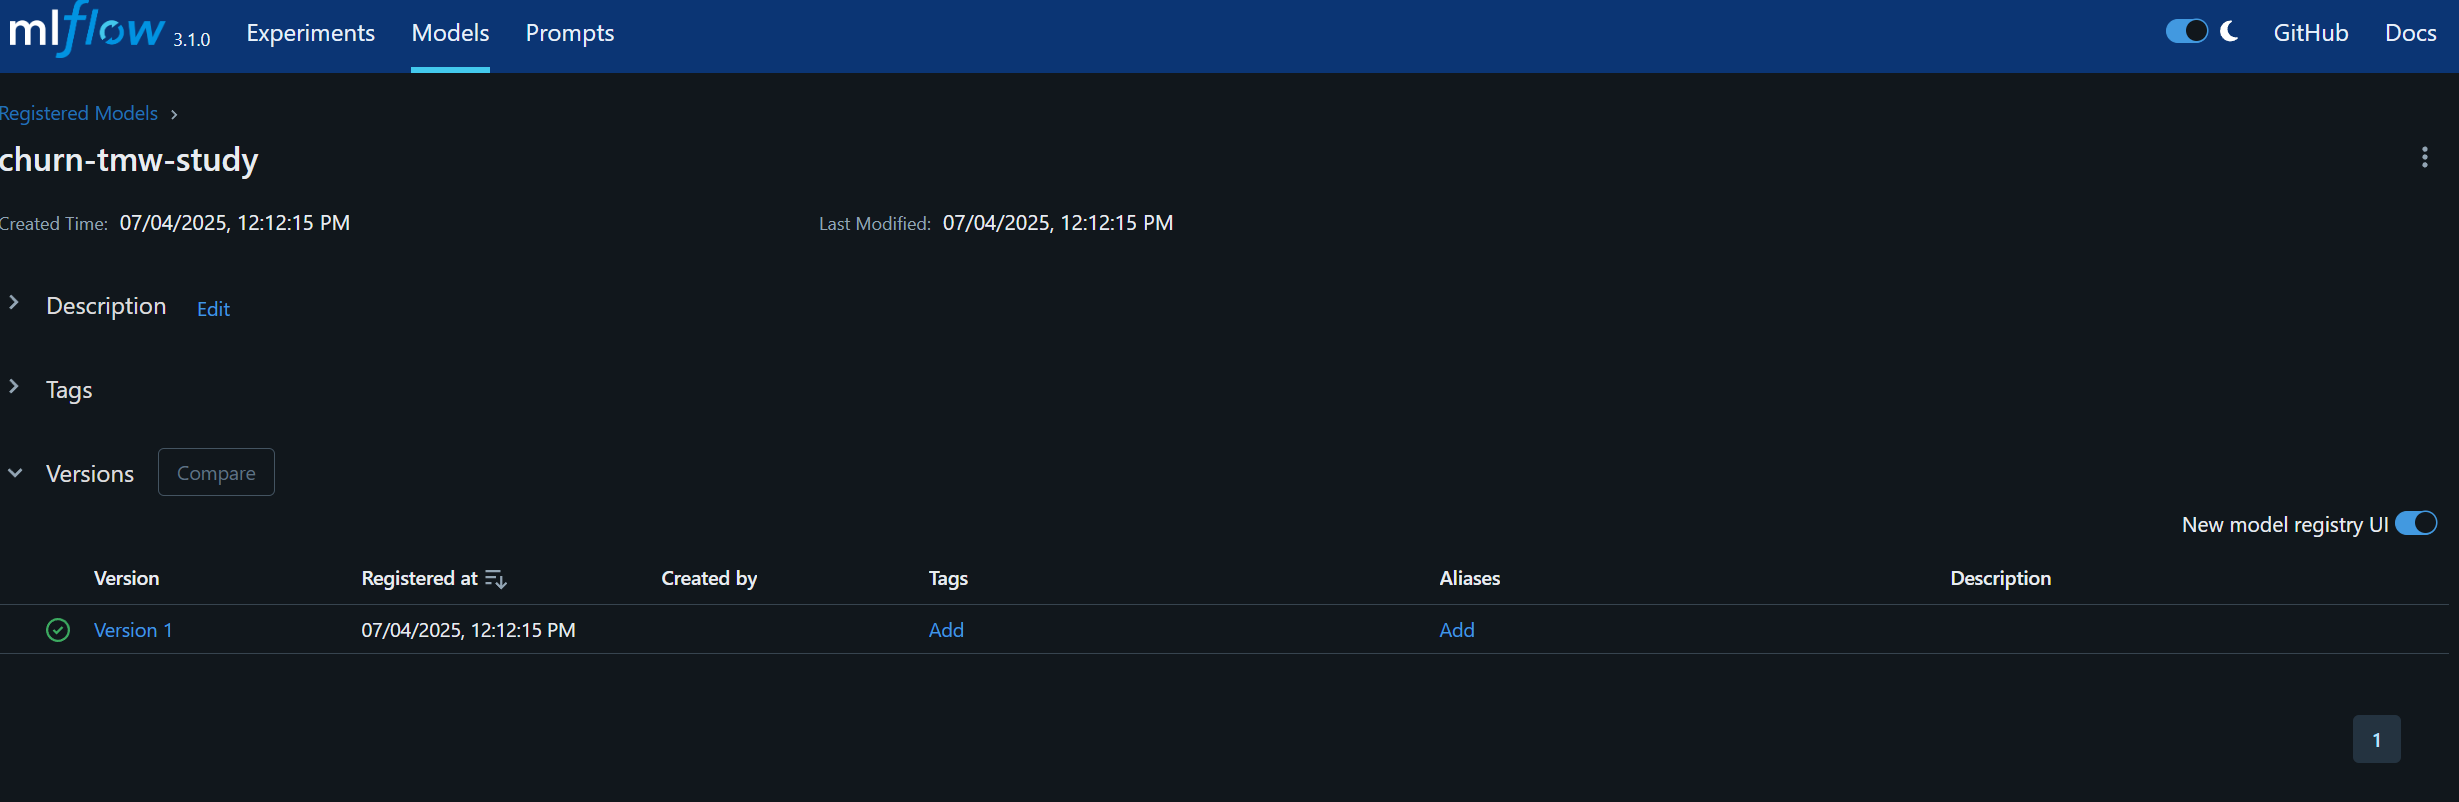 mlflow 3.1.0 Experiments Models Prompts GitHub Docs
Registered Models
churn-tmw-study
Created Time: 07/04/2025, 12:12:15 PM Last Modified: 07/04/2025, 12:12:15 PM
Description Edit
Tags
Versions Compare
New model registry UI
Version Registered at Created by Tags Aliases Description
Version 1 07/04/2025, 12:12:15 PM Add Add
1